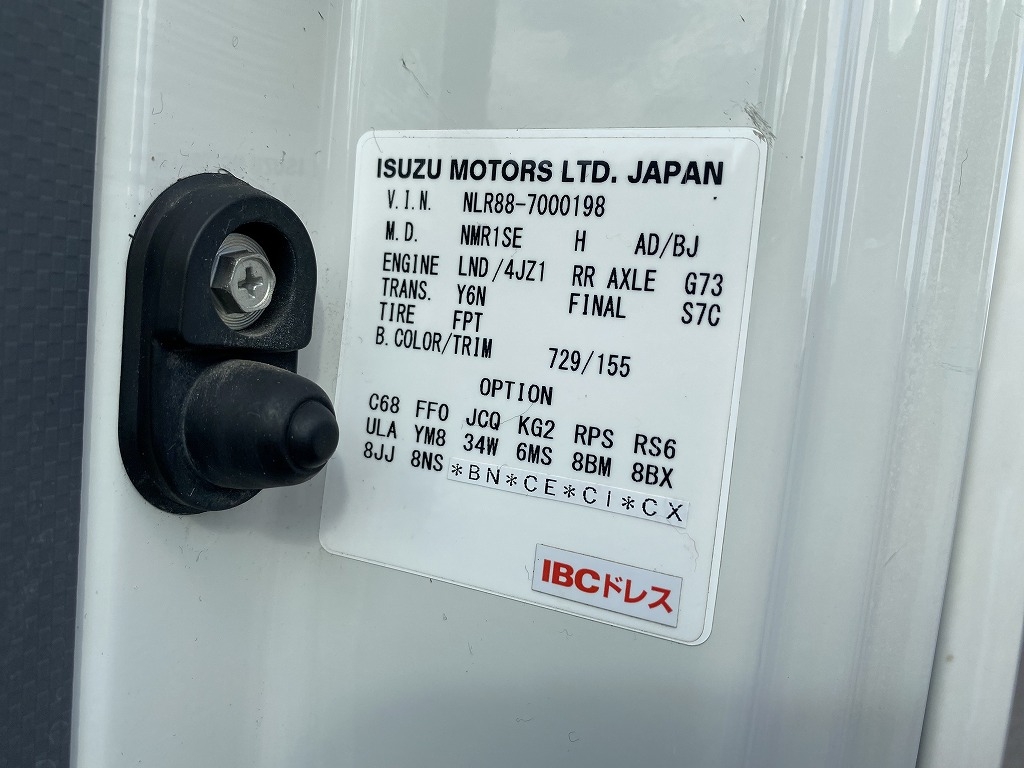 ISUZU MOTORS LTD. JAPAN
V.I.N. NLR88-7000198
M.D. NMR1SE H AD/BJ
ENGINE LND/4JZ1 RR AXLE G73
TRANS. Y6N FINAL S7C
TIRE FPT
B.COLOR/TRIM 729/155
OPTION
C68 FF0 JCQ KG2 RPS RS6
ULA YM8 34W 6MS 8BM 8BX
8JJ 8NS *BN*CE*CI*CX
IBCドレス